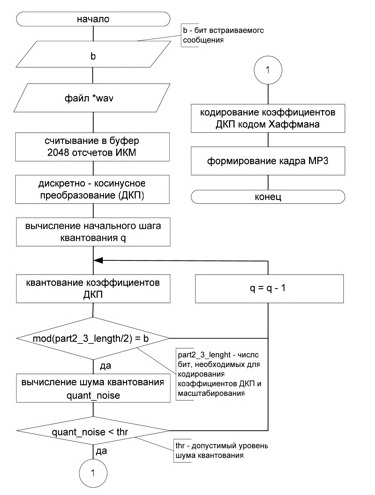 начало
b - бит встраиваемого
сообщения
b
файл *wav
считывание в буфер
2048 отсчетов ИКМ
дискретно - косинусное
преобразование (ДКП)
вычисление начального шага
квантования q
квантование коэффициентов
ДКП
q = q - 1
mod(part2_3_length/2) = b
part2_3_lenght - число
бит, необходимых для
кодирования
коэффициентов ДКП и
масштабирования
да
вычисление шума квантования
quant_noise
quant_noise < thr
thr - допустимый уровень
шума квантования
да
1
1
кодирование коэффициентов
ДКП кодом Хаффмана
формирование кадра MP3
конец